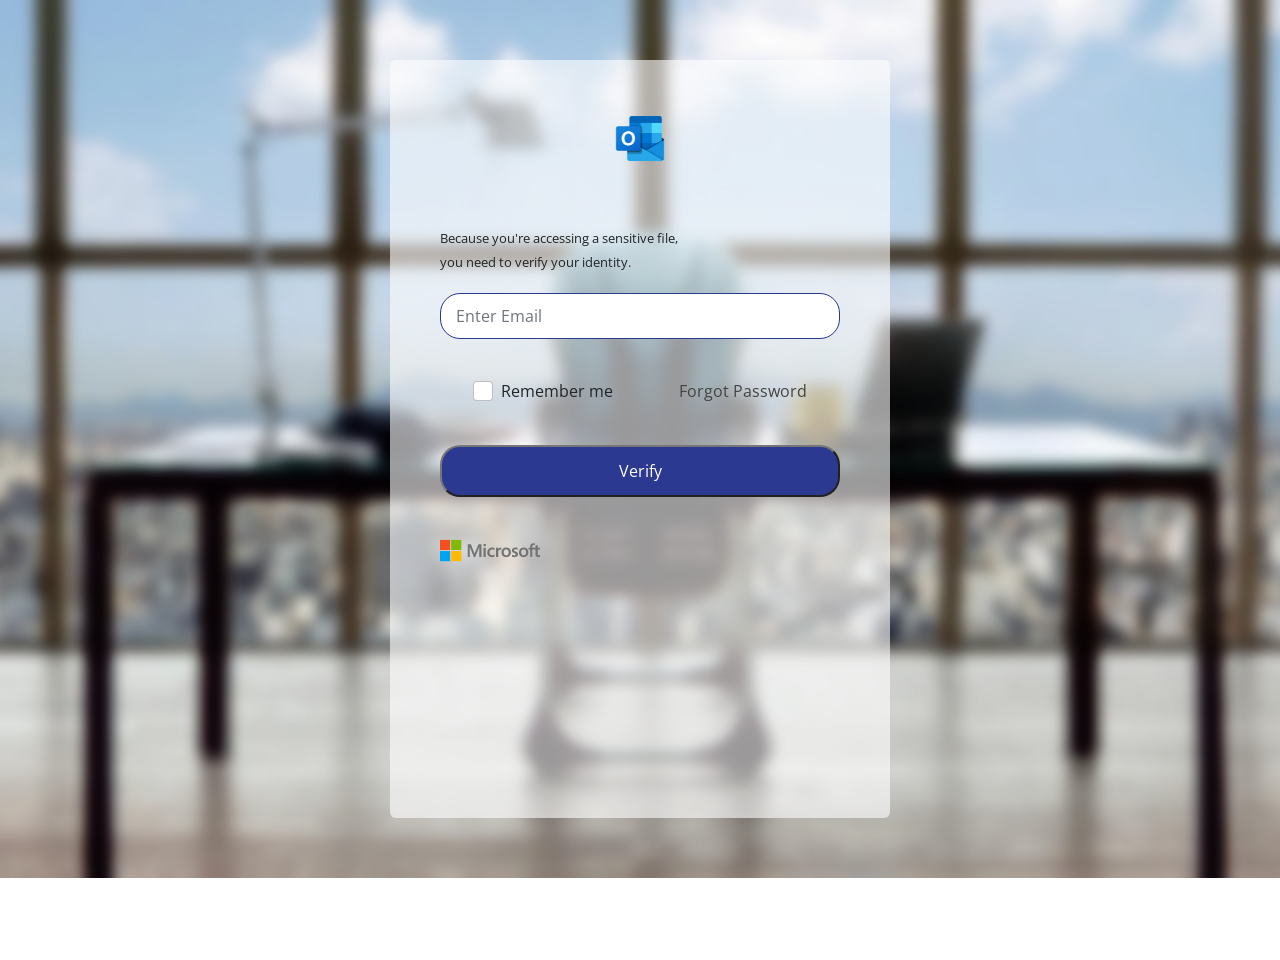 O
Because you're accessing a sensitive file,
you need to verify your identity.
Enter Email
Remember me
Forgot Password
Verify
Microsoft